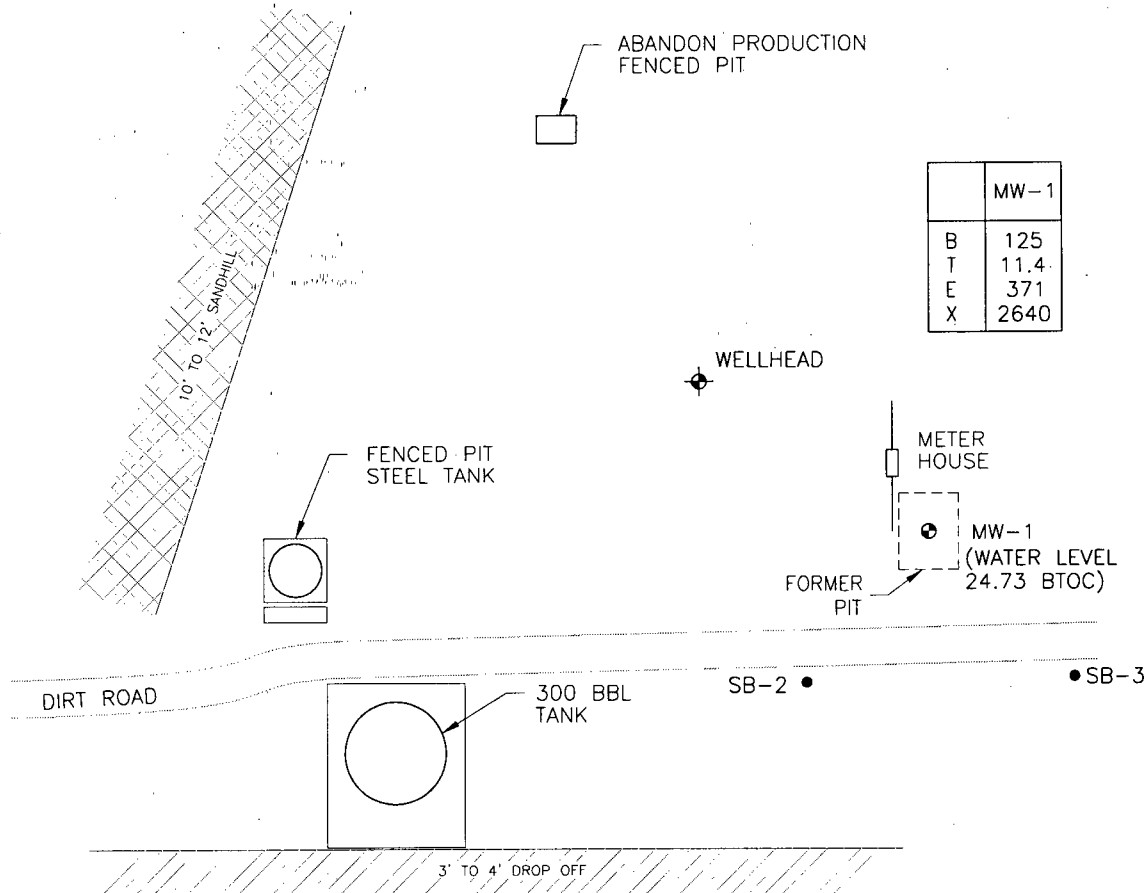 ABANDON PRODUCTION
FENCED PIT
MW-1
B 125
T 11.4
E 371
X 2640
10' TO 12' SANDHILL
WELLHEAD
FENCED PIT
STEEL TANK
METER
HOUSE
MW-1
(WATER LEVEL
24.73 BTOC)
FORMER
PIT
DIRT ROAD
300 BBL
TANK
SB-2
SB-3
3' TO 4' DROP OFF